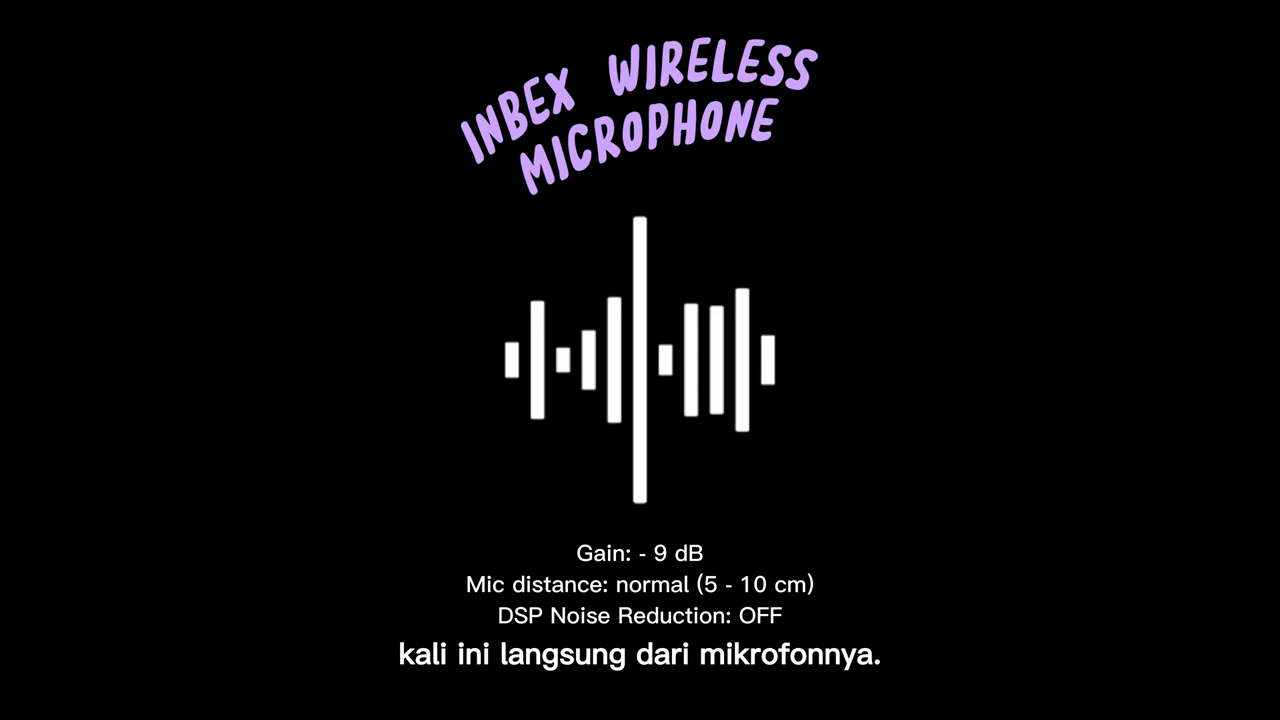 INBEX WIRELESS
MICROPHONE
Gain: - 9 dB
Mic distance: normal (5 - 10 cm)
DSP Noise Reduction: OFF
kali ini langsung dari mikrofonnya.